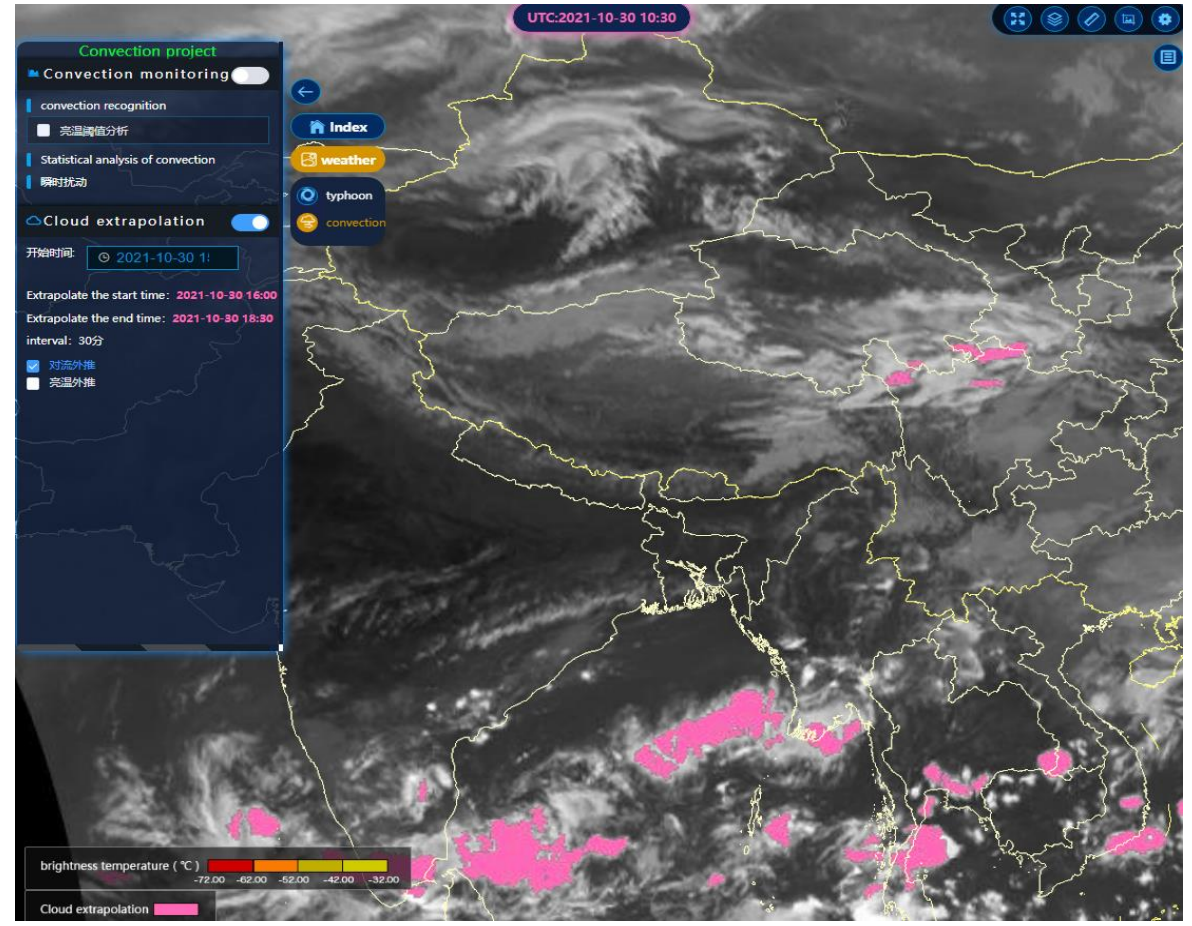 UTC:2021-10-30 10:30
Convection project
Convection monitoring
convection recognition
亮温阈值分析
Statistical analysis of convection
瞬时扰动
Cloud extrapolation
开始时间:
2021-10-30 1
Extrapolate the start time: 2021-10-30 16:00
Extrapolate the end time: 2021-10-30 18:30
interval: 30分
对流外推
亮温外推
Index
weather
typhoon
convection
brightness temperature (℃)
-72.00 -62.00 -52.00 -42.00 -32.00
Cloud extrapolation